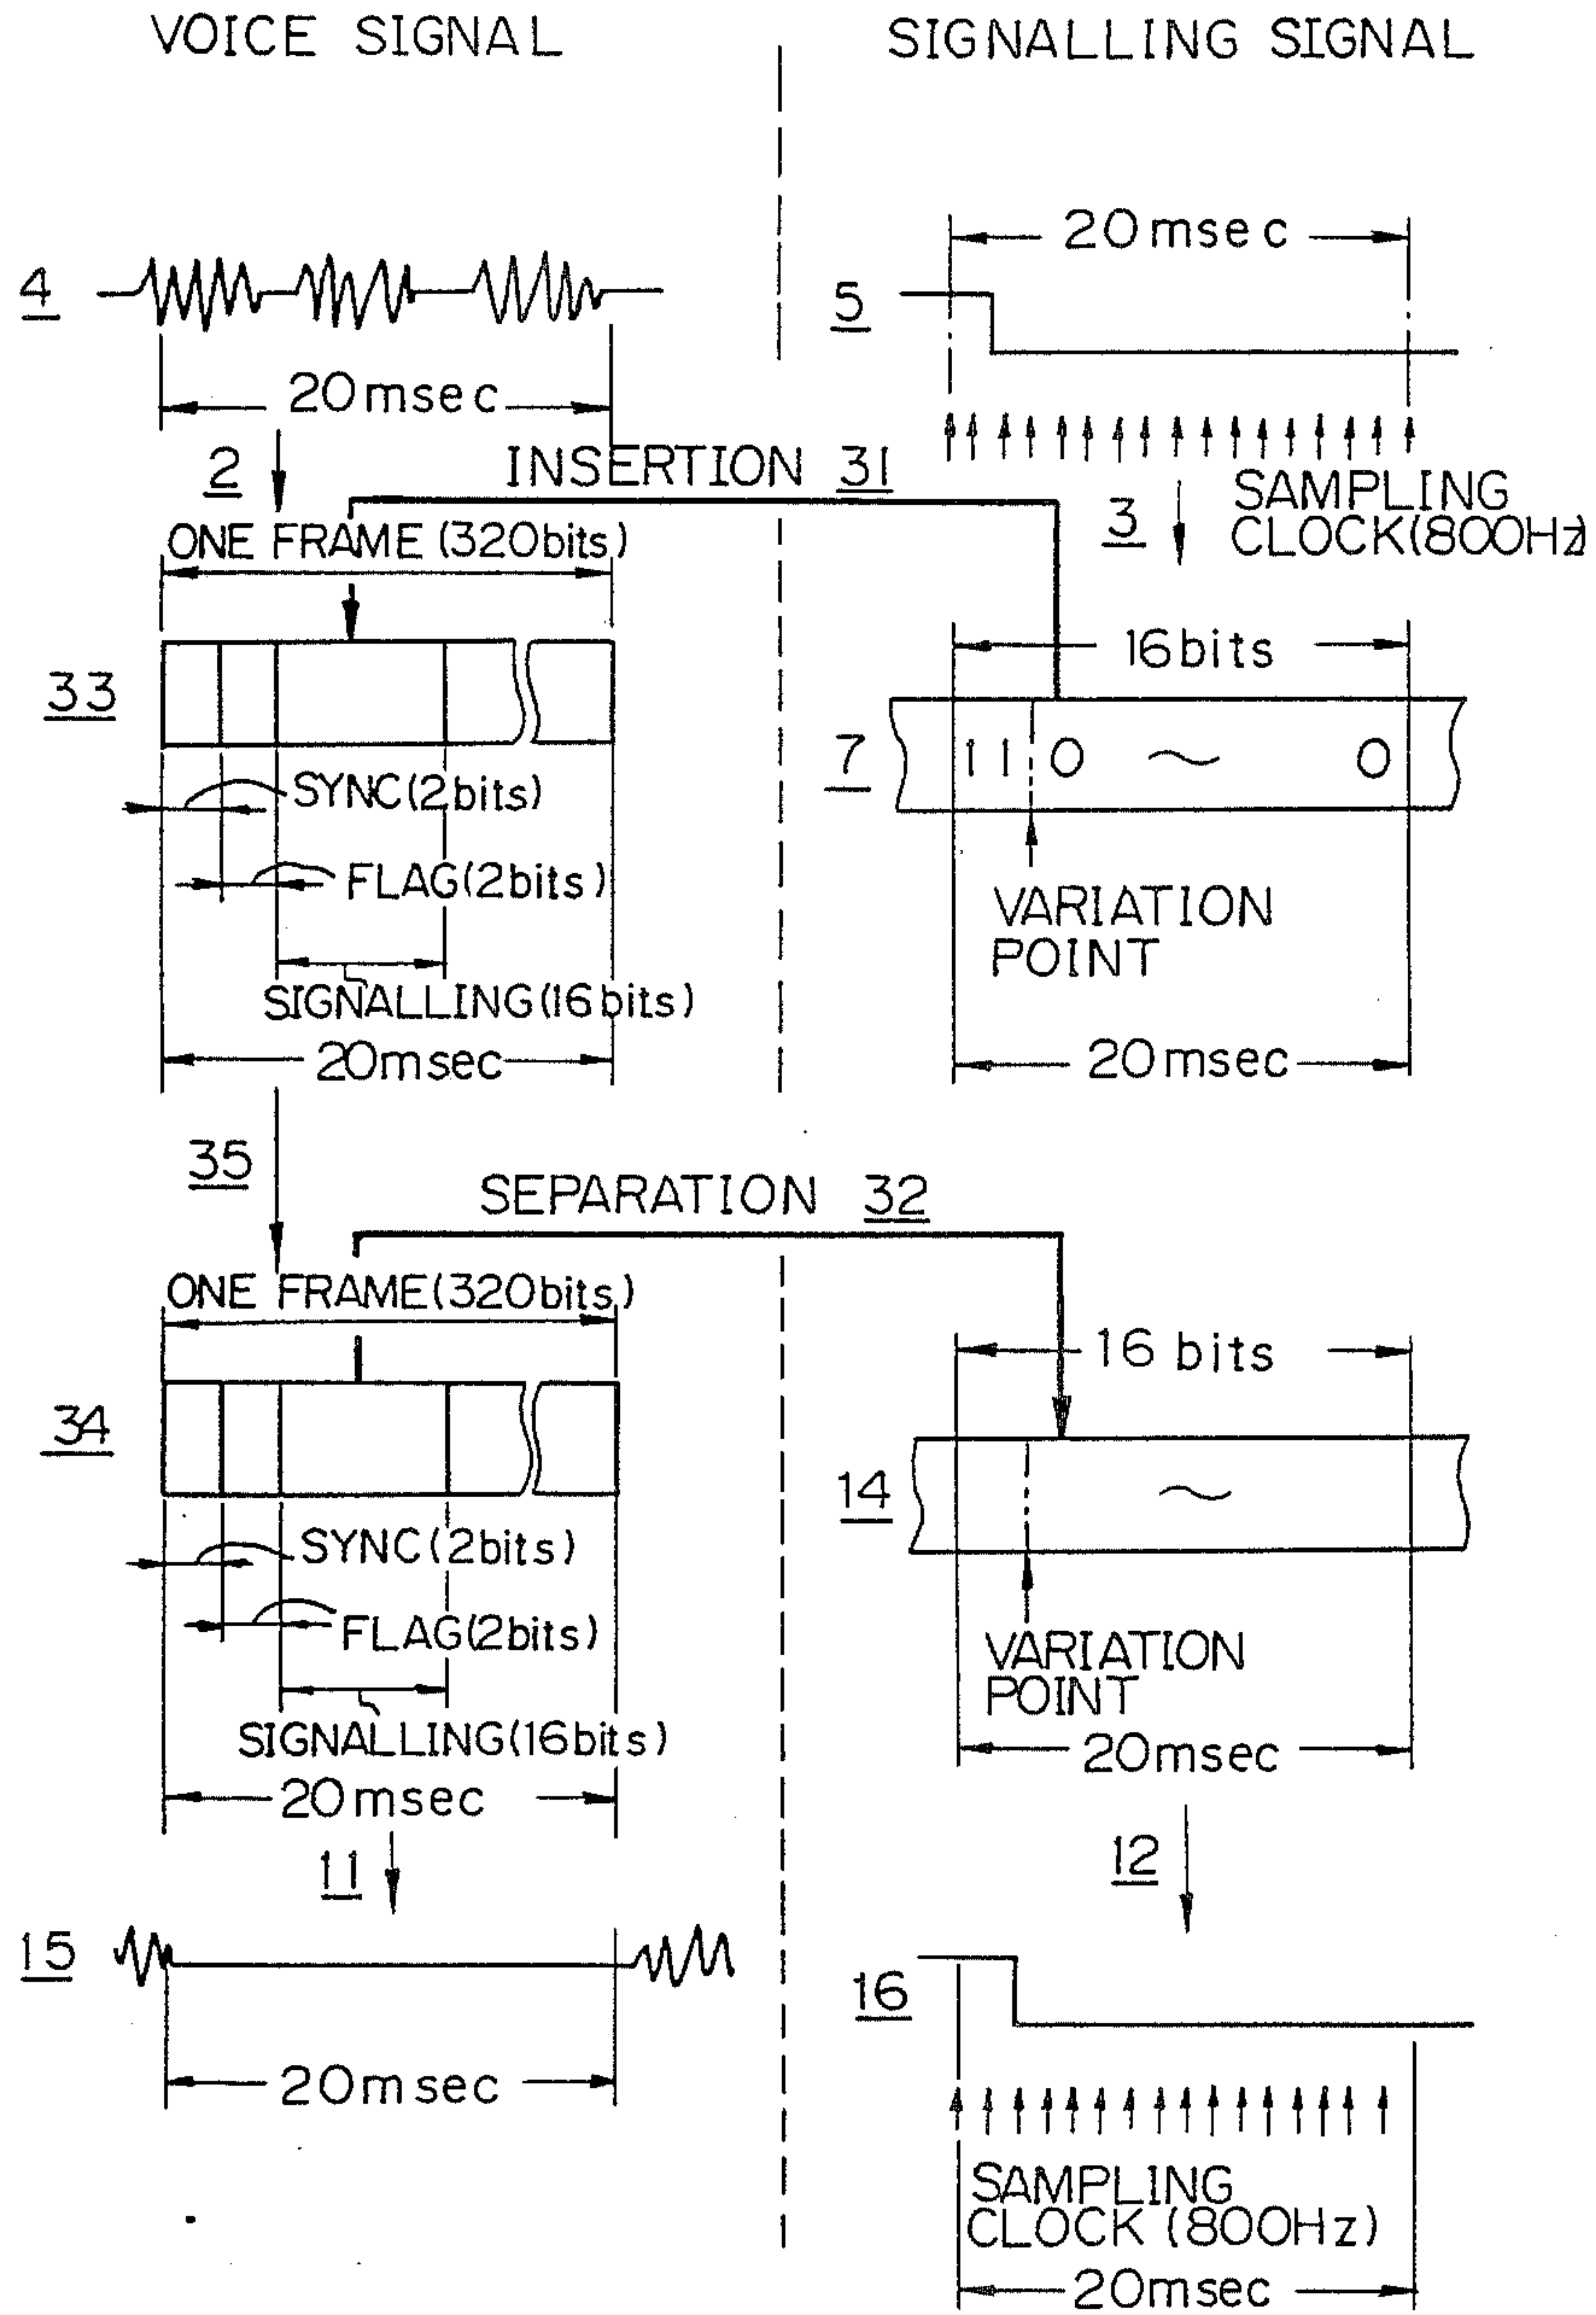 VOICE SIGNAL
SIGNALLING SIGNAL
4
20msec
5
20msec
2
INSERTION 31
3
SAMPLING
CLOCK(800Hz)
ONE FRAME (320bits)
33
SYNC(2bits)
FLAG(2bits)
SIGNALLING(16bits)
20msec
16bits
7
1 1 0 ~ 0
VARIATION
POINT
20msec
35
SEPARATION 32
ONE FRAME(320bits)
34
SYNC(2bits)
FLAG(2bits)
SIGNALLING(16bits)
20msec
16 bits
14
~
VARIATION
POINT
20msec
11
12
15
20msec
16
SAMPLING
CLOCK (800Hz)
20msec